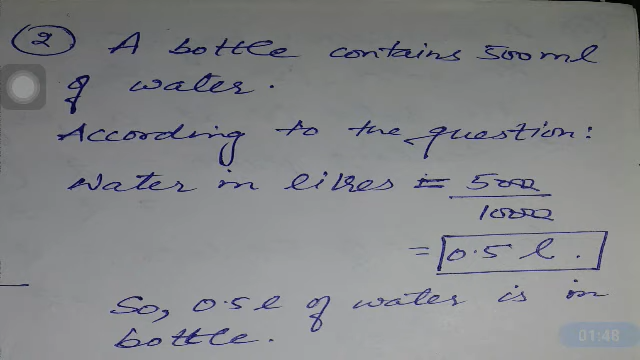 ② A bottle contains 500ml
of water.
According to the question:
Water in litres = 500
1000
= 0.5 l.
So, 0.5 l of water is in
bottle.
01:48